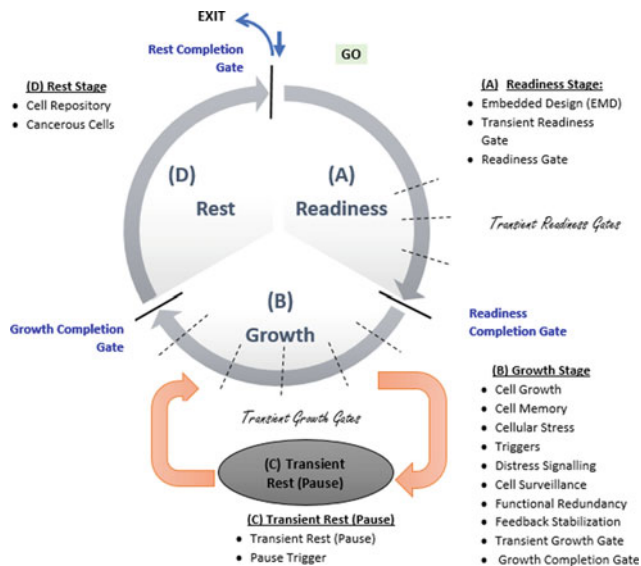 EXIT
Rest Completion
Gate
GO
(D) Rest Stage
• Cell Repository
• Cancerous Cells
(A) Readiness Stage:
• Embedded Design (EMD)
• Transient Readiness
Gate
• Readiness Gate
(D)
Rest
(A)
Readiness
Transient Readiness Gates
(B)
Growth
Growth Completion
Gate
Readiness
Completion Gate
Transient Growth Gates
(C) Transient
Rest (Pause)
(C) Transient Rest (Pause)
• Transient Rest (Pause)
• Pause Trigger
(B) Growth Stage
• Cell Growth
• Cell Memory
• Cellular Stress
• Triggers
• Distress Signalling
• Cell Surveillance
• Functional Redundancy
• Feedback Stabilization
• Transient Growth Gate
• Growth Completion Gate